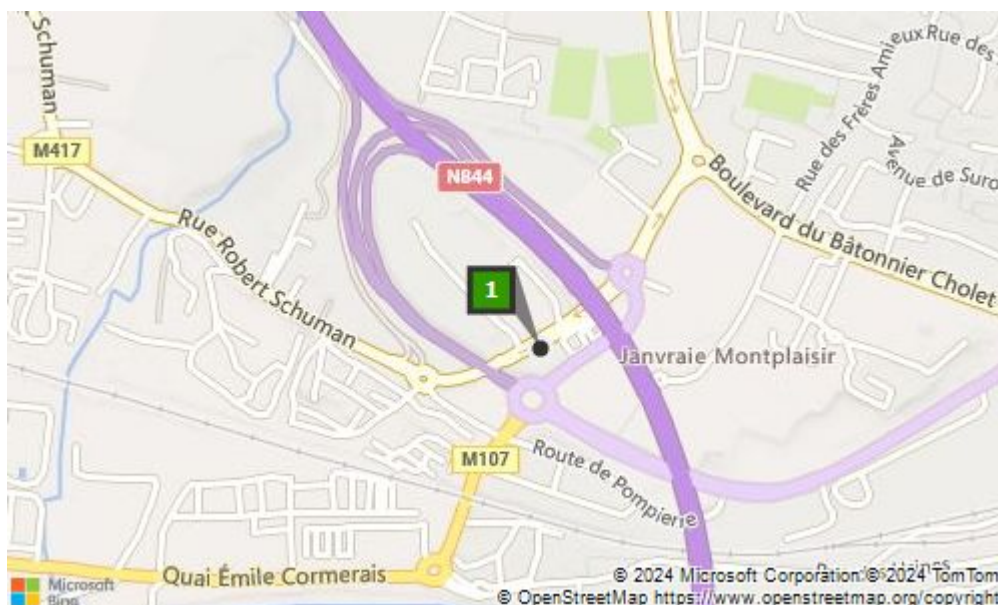 Schuman
M417
N844
Rue des Frères Amieux
Rue des
Avenue de Suro
Rue Robert Schuman
Boulevard du Bâtonnier Cholet
1
Janvraie Montplaisir
M107
Route de Pompierre
Quai Émile Cormerais
Microsoft
Bing
© 2024 Microsoft Corporation © 2024 TomTom
© OpenStreetMap https://www.openstreetmap.org/copyright